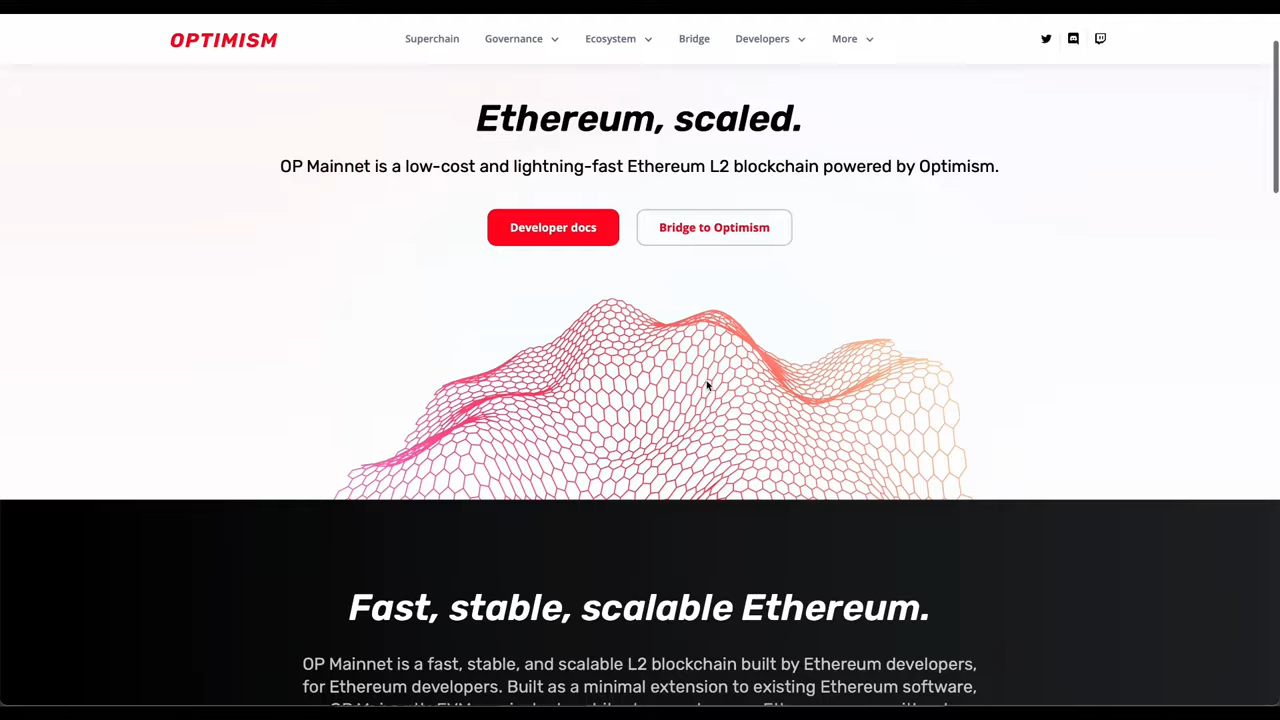 OPTIMISM
Superchain Governance Ecosystem Bridge Developers More
Ethereum, scaled.
OP Mainnet is a low-cost and lightning-fast Ethereum L2 blockchain powered by Optimism.
Developer docs Bridge to Optimism
Fast, stable, scalable Ethereum.
OP Mainnet is a fast, stable, and scalable L2 blockchain built by Ethereum developers,
for Ethereum developers. Built as a minimal extension to existing Ethereum software,